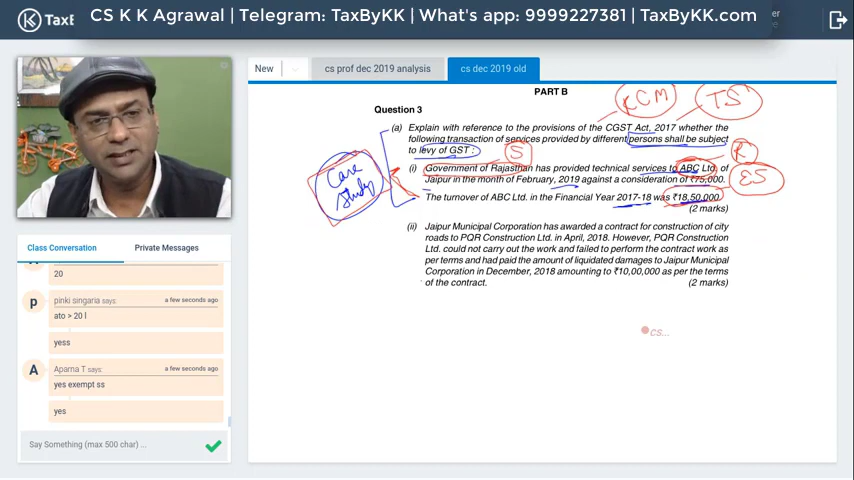 CS K K Agrawal | Telegram: TaxByKK | What's app: 9999227381 | TaxByKK.com
TaxB
er
New
cs prof dec 2019 analysis
cs dec 2019 old
PART B
KCM
TS
Question 3
(a) Explain with reference to the provisions of the CGST Act, 2017 whether the
following transaction of services provided by different persons shall be subject
to levy of GST :
S
R
(i) Government of Rajasthan has provided technical services to ABC Ltd. of
Jaipur in the month of February, 2019 against a consideration of ₹75,000.
ES
The turnover of ABC Ltd. in the Financial Year 2017-18 was ₹18,50,000.
(2 marks)
Case
Study
(ii) Jaipur Municipal Corporation has awarded a contract for construction of city
roads to PQR Construction Ltd. in April, 2018. However, PQR Construction
Ltd. could not carry out the work and failed to perform the contract work as
per terms and had paid the amount of liquidated damages to Jaipur Municipal
Corporation in December, 2018 amounting to ₹10,00,000 as per the terms
of the contract.
(2 marks)
cs...
Class Conversation
Private Messages
20
p
pinki singaria says:
a few seconds ago
ato > 20 l
yess
A
Aparna T says:
a few seconds ago
yes exempt ss
yes
Say Something (max 500 char) ...